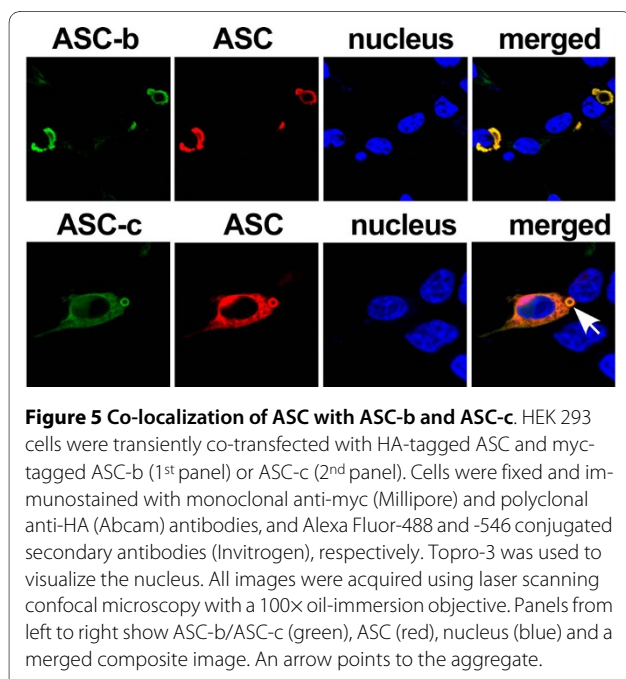 ASC-b ASC nucleus merged
ASC-c ASC nucleus merged
Figure 5 Co-localization of ASC with ASC-b and ASC-c. HEK 293
cells were transiently co-transfected with HA-tagged ASC and myc-
tagged ASC-b (1st panel) or ASC-c (2nd panel). Cells were fixed and im-
munostained with monoclonal anti-myc (Millipore) and polyclonal
anti-HA (Abcam) antibodies, and Alexa Fluor-488 and -546 conjugated
secondary antibodies (Invitrogen), respectively. Topro-3 was used to
visualize the nucleus. All images were acquired using laser scanning
confocal microscopy with a 100× oil-immersion objective. Panels from
left to right show ASC-b/ASC-c (green), ASC (red), nucleus (blue) and a
merged composite image. An arrow points to the aggregate.